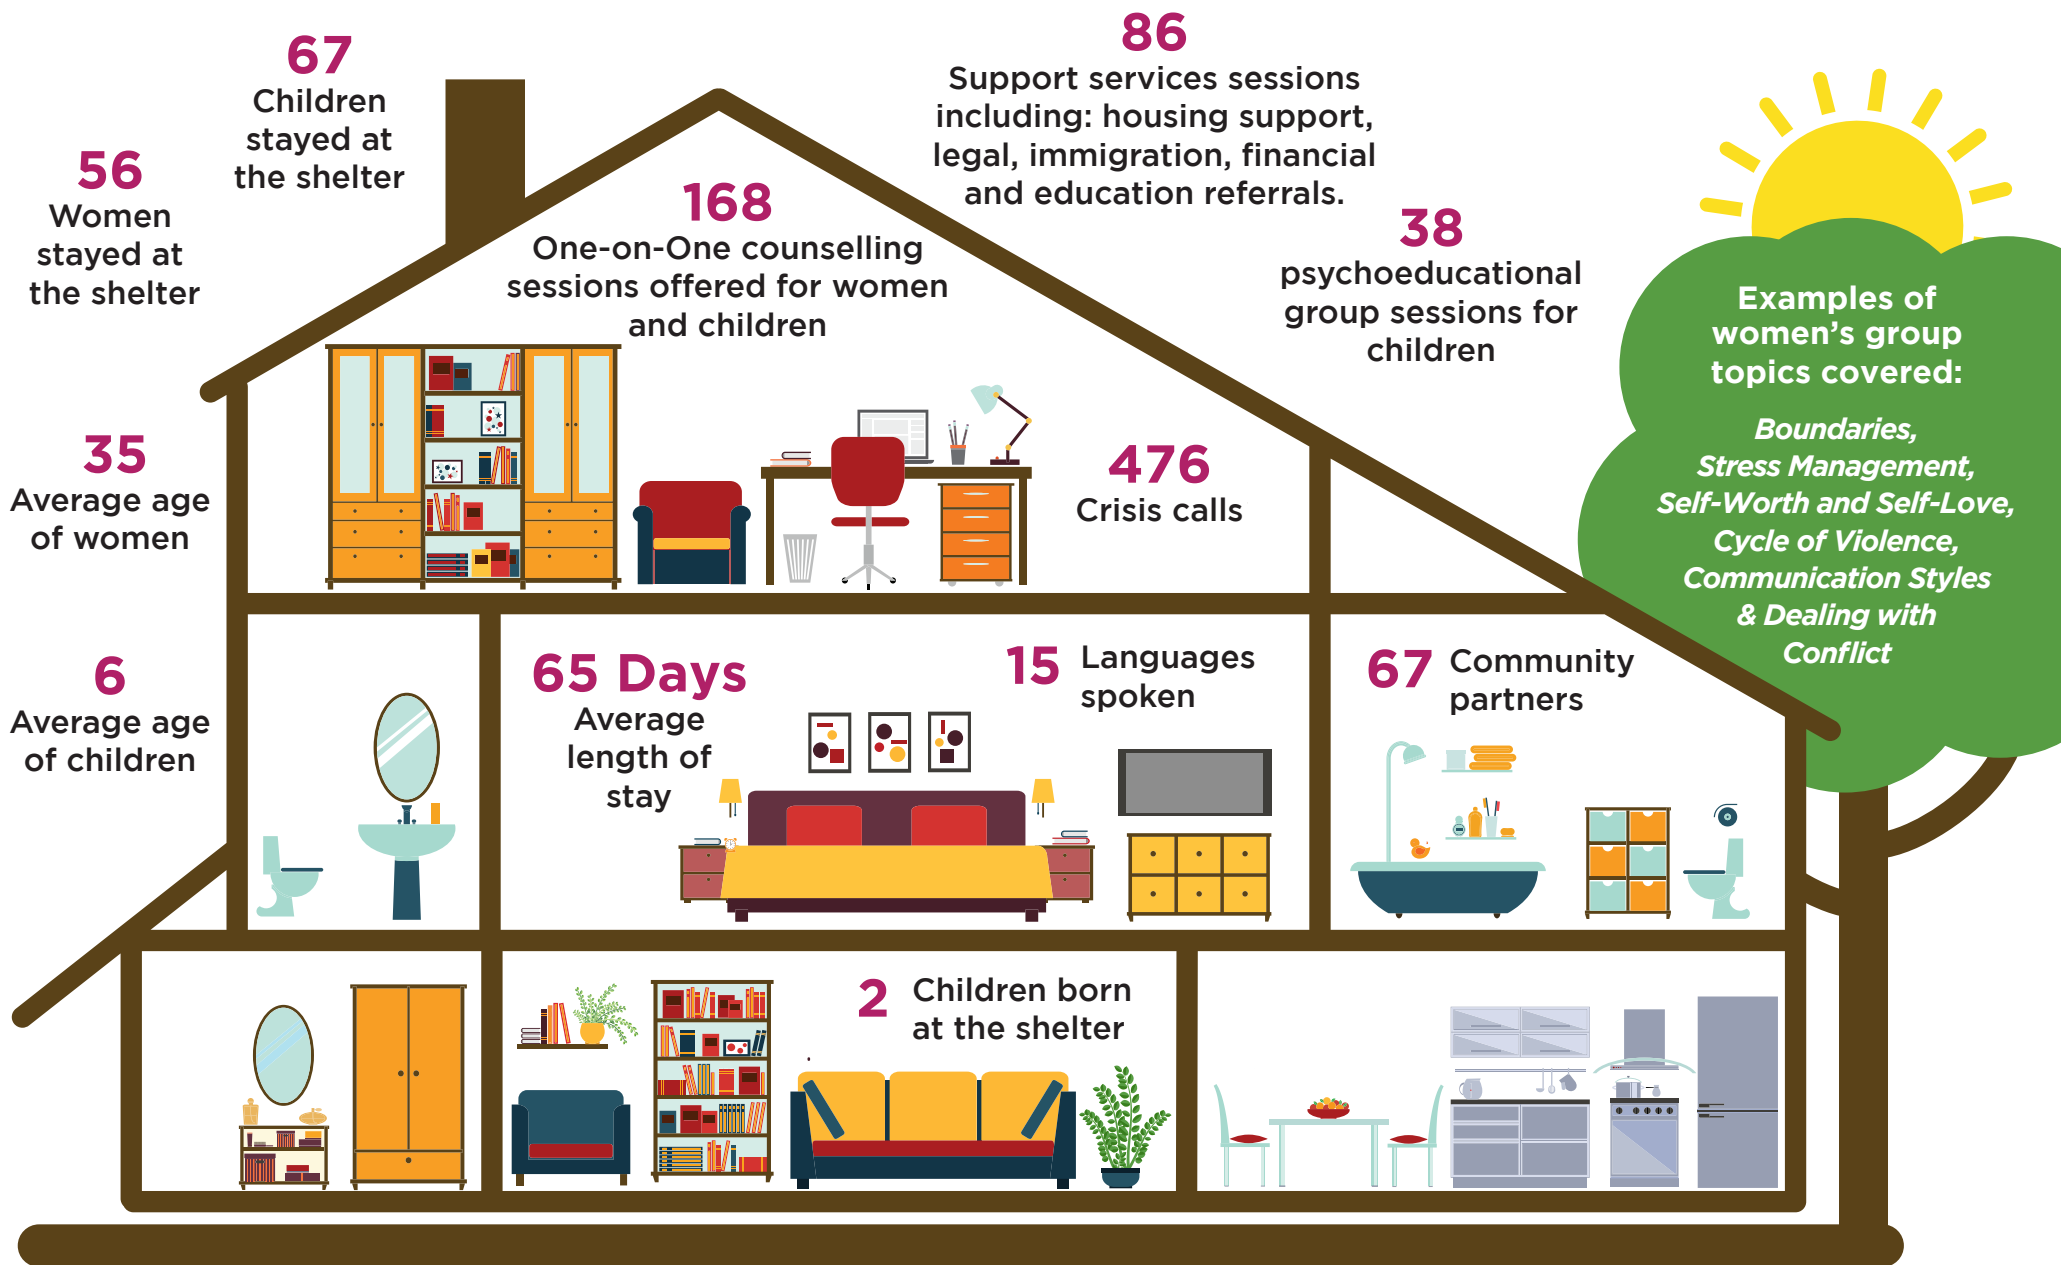 67
Children
stayed at
the shelter
86
Support services sessions
including: housing support,
legal, immigration, financial
and education referrals.
56
Women
stayed at
the shelter
168
One-on-One counselling
sessions offered for women
and children
38
psychoeducational
group sessions for
children
Examples of
women’s group
topics covered:
Boundaries,
Stress Management,
Self-Worth and Self-Love,
Cycle of Violence,
Communication Styles
& Dealing with
Conflict
35
Average age
of women
476
Crisis calls
6
Average age
of children
65 Days
Average
length of
stay
15 Languages
spoken
67 Community
partners
2 Children born
at the shelter